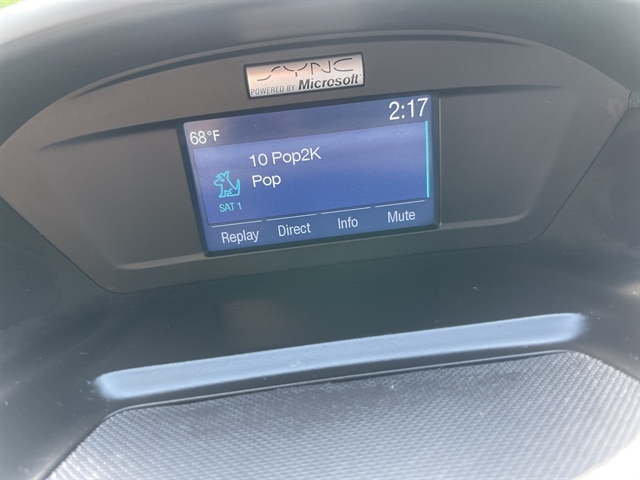 SYNC
POWERED BY Microsoft
68°F 2:17
10 Pop2K
Pop
SAT 1
Replay Direct Info Mute